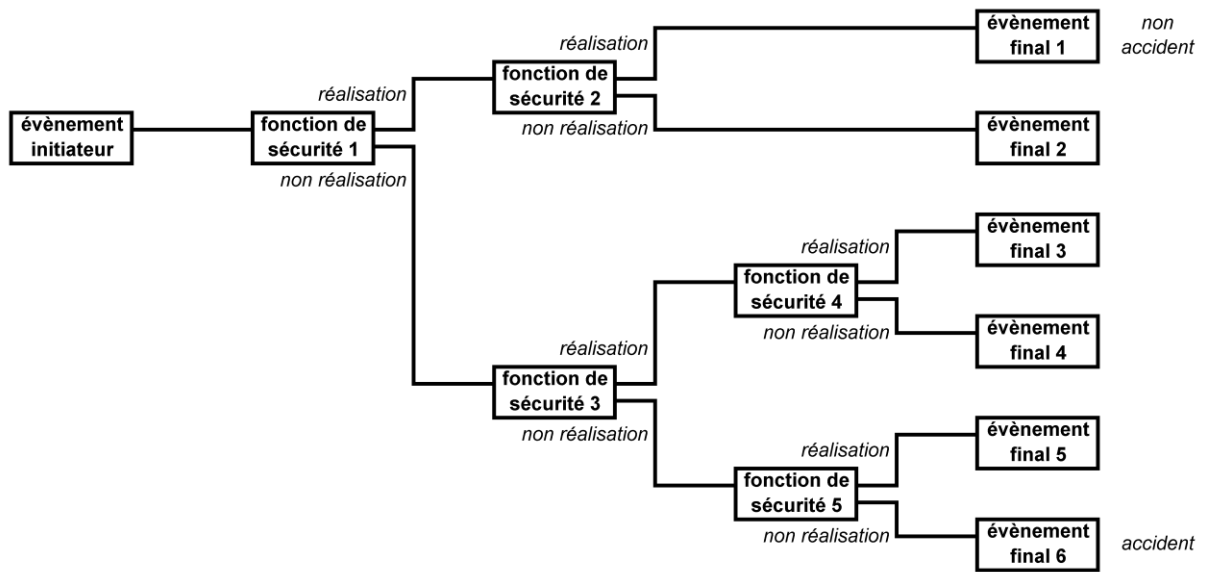 évènement
final 1
non
accident
réalisation
fonction de
sécurité 2
réalisation
non réalisation
évènement
initiateur
fonction de
sécurité 1
évènement
final 2
non réalisation
évènement
final 3
réalisation
fonction de
sécurité 4
non réalisation
évènement
final 4
réalisation
fonction de
sécurité 3
non réalisation
évènement
final 5
réalisation
fonction de
sécurité 5
non réalisation
évènement
final 6
accident